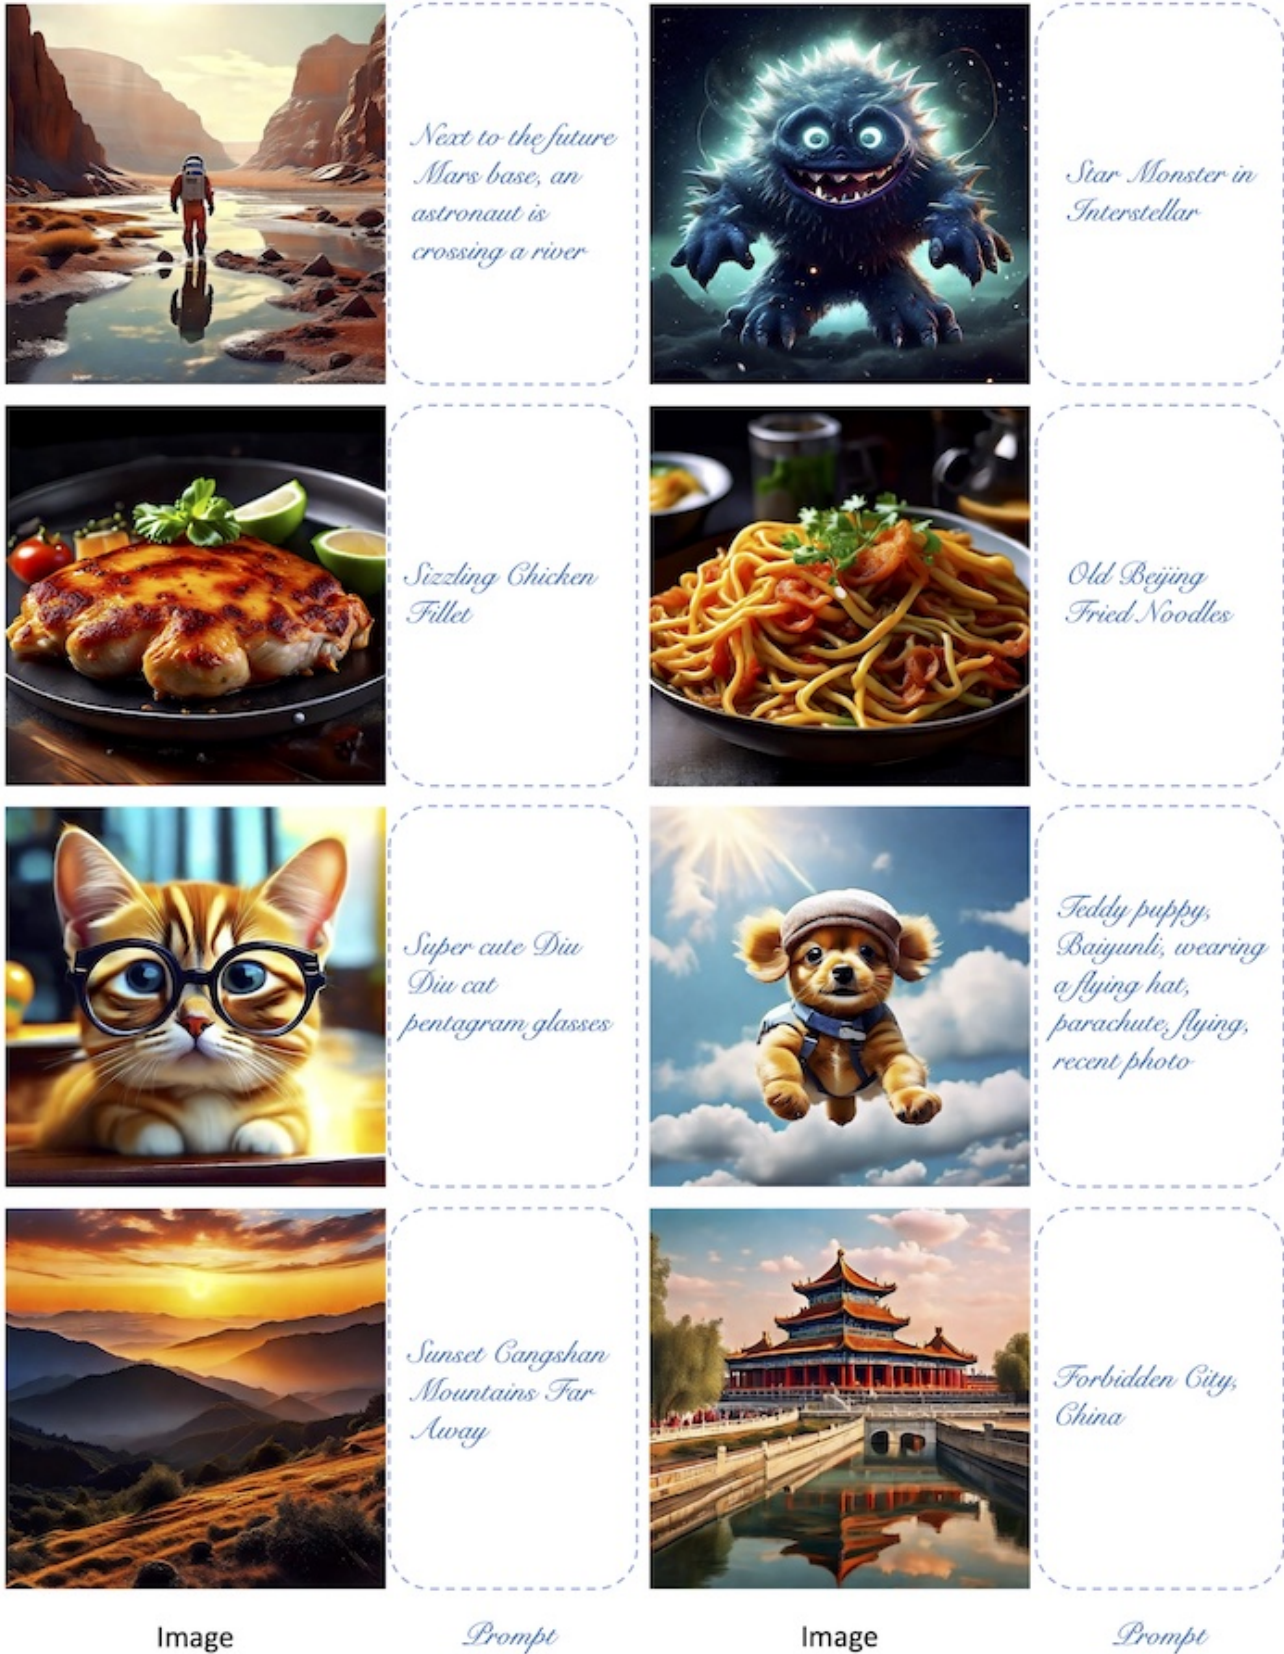 Next to the future
Mars base, an
astronaut is
crossing a river
Star Monster in
Interstellar
Sizzling Chicken
Fillet
Old Beijing
Fried Noodles
Super cute Diu
Diu cat
pentagram glasses
Teddy puppy,
Baiyunli, wearing
a flying hat,
parachute, flying,
recent photo
Sunset Cangshan
Mountains Far
Away
Forbidden City,
China
Image
Prompt
Image
Prompt